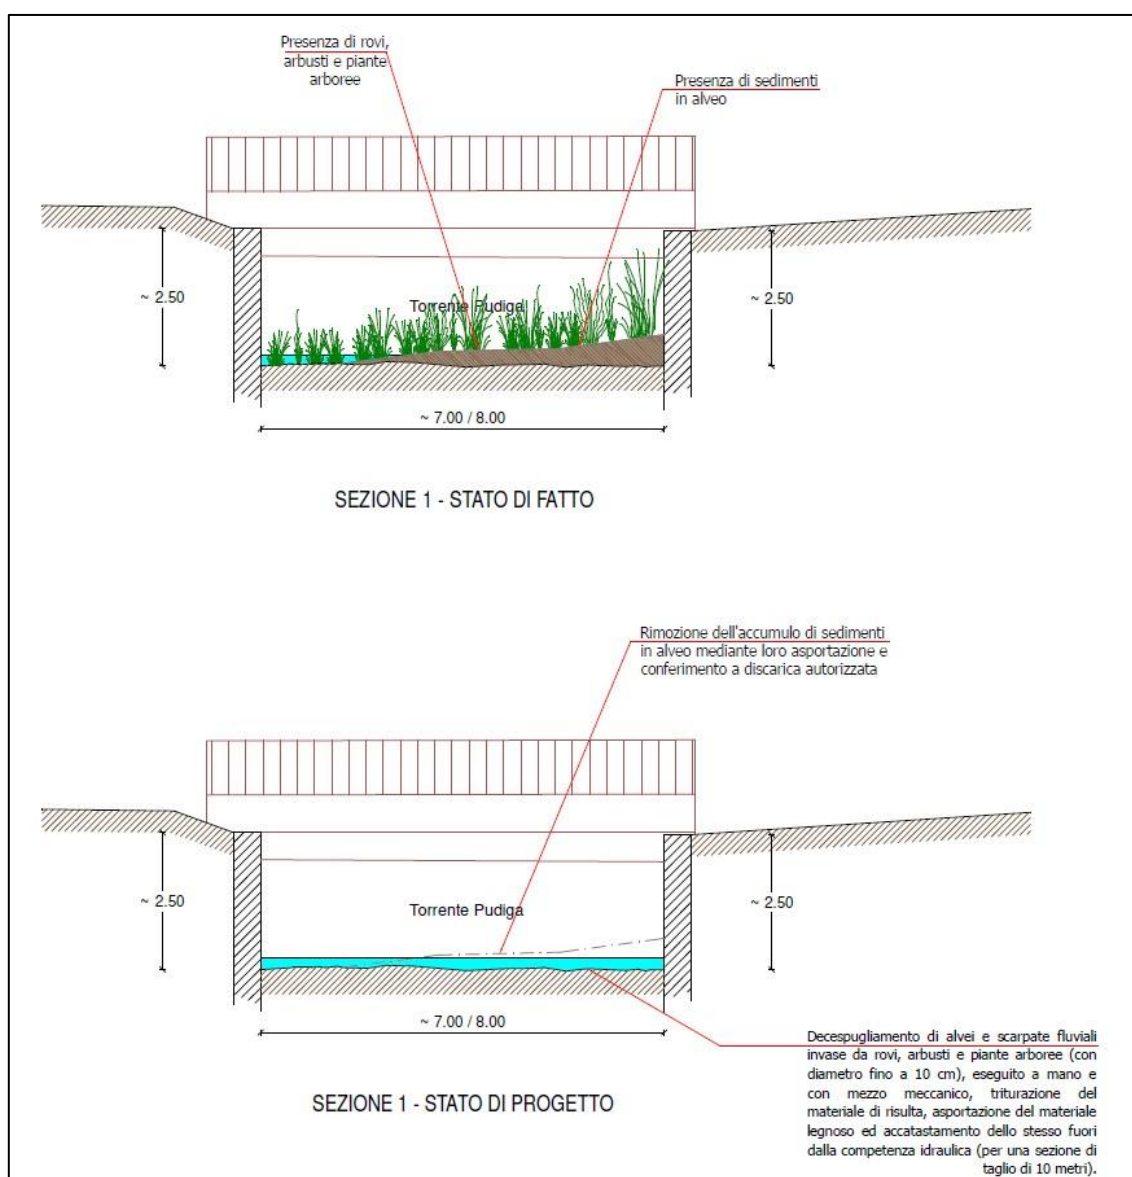 Presenza di rovi,
arbusti e piante
arboree
Presenza di sedimenti
in alveo
~ 2.50
Torrente Pudiga
~ 2.50
~ 7.00 / 8.00
SEZIONE 1 - STATO DI FATTO
Rimozione dell'accumulo di sedimenti
in alveo mediante loro asportazione e
conferimento a discarica autorizzata
~ 2.50
Torrente Pudiga
~ 2.50
~ 7.00 / 8.00
SEZIONE 1 - STATO DI PROGETTO
Decespugliamento di alvei e scarpate fluviali
invase da rovi, arbusti e piante arboree (con
diametro fino a 10 cm), eseguito a mano e
con mezzo meccanico, triturazione del
materiale di risulta, asportazione del materiale
legnoso ed accatastamento dello stesso fuori
dalla competenza idraulica (per una sezione di
taglio di 10 metri).